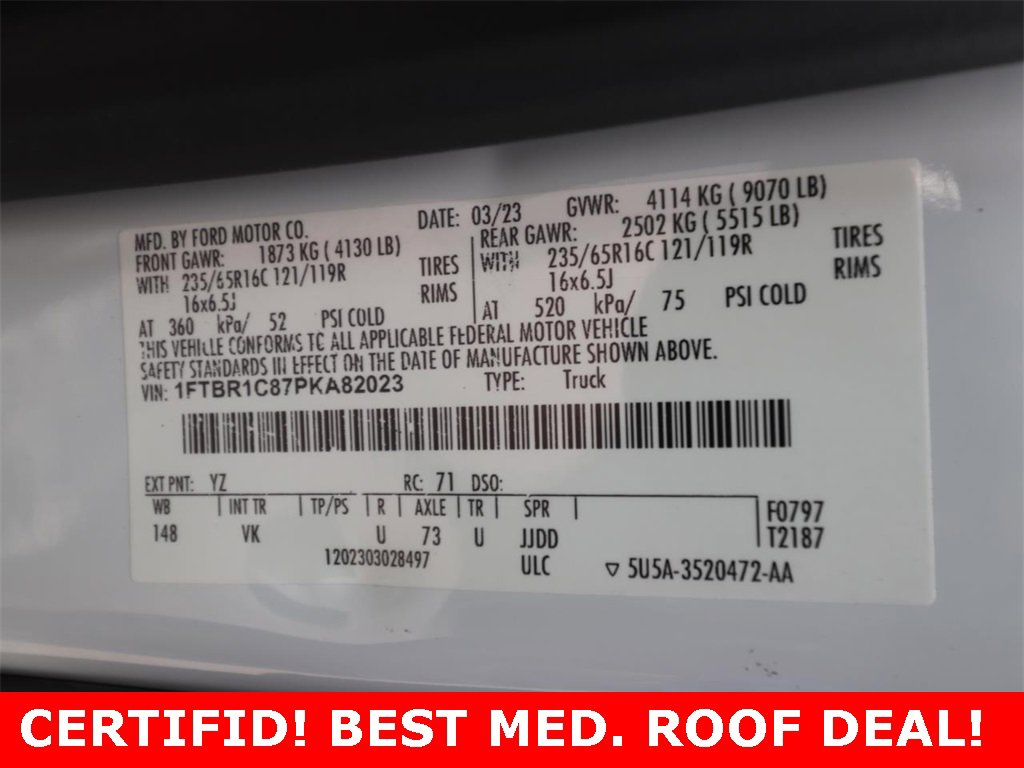 MFD. BY FORD MOTOR CO. DATE: 03/23 GVWR: 4114 KG ( 9070 LB)
FRONT GAWR: 1873 KG ( 4130 LB) REAR GAWR: 2502 KG ( 5515 LB)
WITH 235/65R16C 121/119R TIRES WITH 235/65R16C 121/119R TIRES
16x6.5J RIMS 16x6.5J RIMS
AT 360 kPa/ 52 PSI COLD AT 520 kPa/ 75 PSI COLD
THIS VEHICLE CONFORMS TO ALL APPLICABLE FEDERAL MOTOR VEHICLE
SAFETY STANDARDS IN EFFECT ON THE DATE OF MANUFACTURE SHOWN ABOVE.
VIN: 1FTBR1C87PKA82023 TYPE: Truck
EXT PNT: YZ RC: 71 DSO:
WB | INT TR | TP/PS | R | AXLE | TR | SPR | F0797
148 VK U 73 U JJDD T2187
1202303028497 ULC ▽ 5U5A-3520472-AA
CERTIFID! BEST MED. ROOF DEAL!